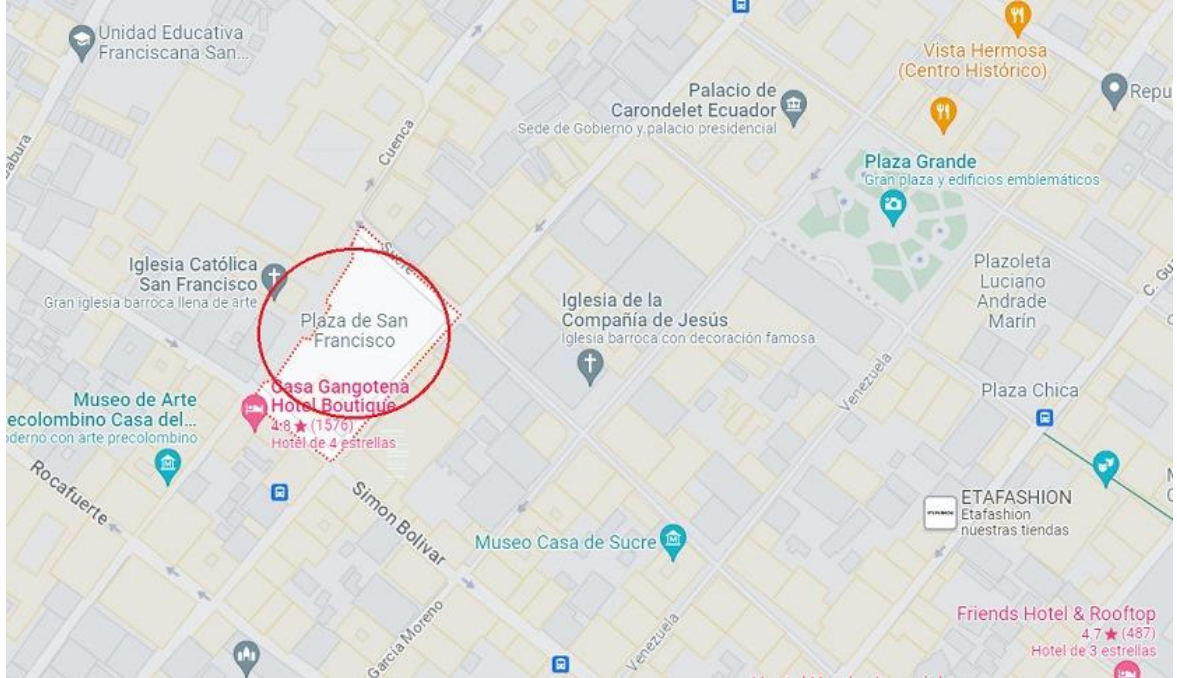 Unidad Educativa
Franciscana San...
Vista Hermosa
(Centro Histórico)
Palacio de
Carondelet Ecuador
Sede de Gobierno y palacio presidencial
Repu
Cuenca
Plaza Grande
Gran plaza y edificios emblemáticos
Sucre
Iglesia Católica
San Francisco
Gran iglesia barroca llena de arte
Plazoleta
Luciano
Andrade
Marín
C. Gu
Plaza de San
Francisco
Iglesia de la
Compañía de Jesús
Iglesia barroca con decoración famosa
Venezuela
Plaza Chica
Casa Gangotena
Hotel Boutique
4.8 ★ (1576)
Hotel de 4 estrellas
Museo de Arte
recolombino Casa del...
oderno con arte precolombino
Rocafuerte
Simon Bolivar
ETAFASHION
Etafashion
nuestras tiendas
Museo Casa de Sucre
García Moreno
Venezuela
Friends Hotel & Rooftop
4,7 ★ (487)
Hotel de 3 estrellas